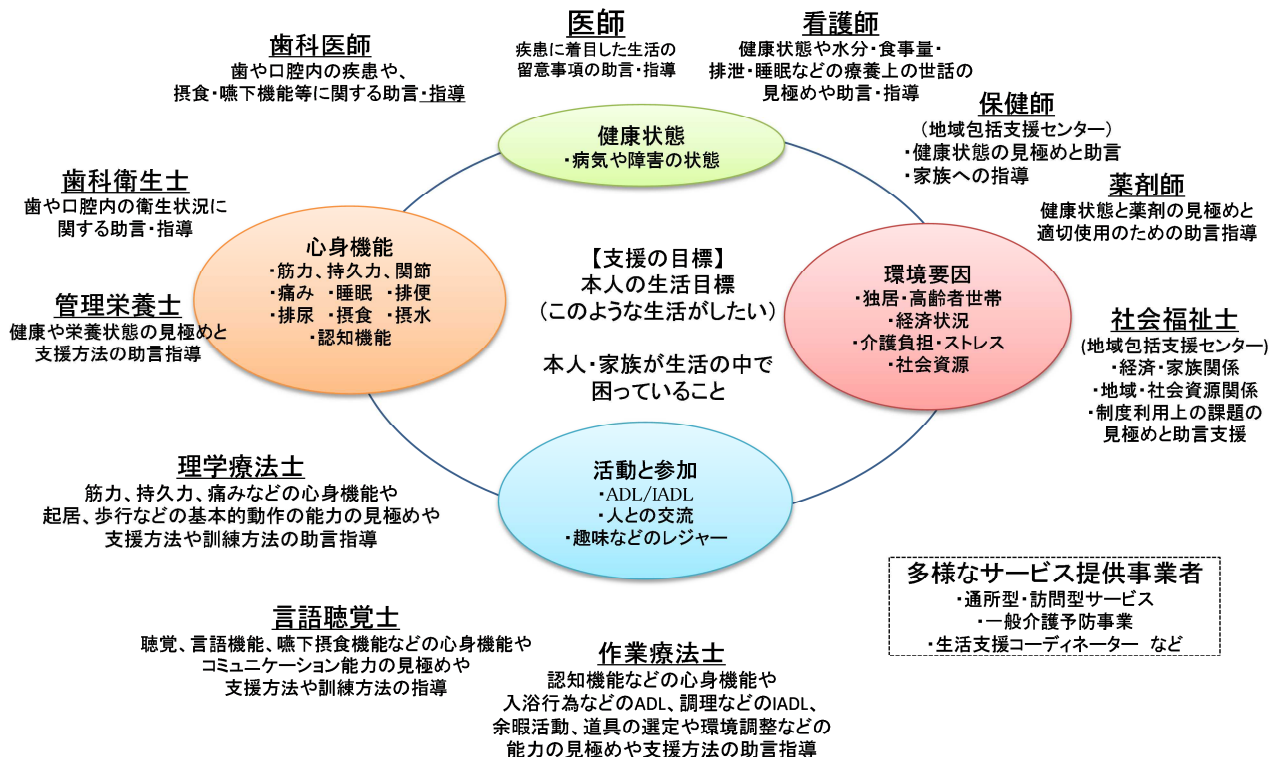 医師
疾患に着目した生活の
留意事項の助言・指導
看護師
健康状態や水分・食事量・
排泄・睡眠などの療養上の世話の
見極めや助言・指導
歯科医師
歯や口腔内の疾患や、
摂食・嚥下機能等に関する助言・指導
保健師
(地域包括支援センター)
・健康状態の見極めと助言
・家族への指導
健康状態
・病気や障害の状態
歯科衛生士
歯や口腔内の衛生状況に
関する助言・指導
薬剤師
健康状態と薬剤の見極めと
適切使用のための助言指導
心身機能
・筋力、持久力、関節
・痛み ・睡眠 ・排便
・排尿 ・摂食 ・摂水
・認知機能
【支援の目標】
本人の生活目標
(このような生活がしたい)
本人・家族が生活の中で
困っていること
環境要因
・独居・高齢者世帯
・経済状況
・介護負担・ストレス
・社会資源
管理栄養士
健康や栄養状態の見極めと
支援方法の助言指導
社会福祉士
(地域包括支援センター)
・経済・家族関係
・地域・社会資源関係
・制度利用上の課題の
見極めと助言支援
理学療法士
筋力、持久力、痛みなどの心身機能や
起居、歩行などの基本的動作の能力の見極めや
支援方法や訓練方法の助言指導
活動と参加
・ADL/IADL
・人との交流
・趣味などのレジャー
多様なサービス提供事業者
・通所型・訪問型サービス
・一般介護予防事業
・生活支援コーディネーター など
言語聴覚士
聴覚、言語機能、嚥下摂食機能などの心身機能や
コミュニケーション能力の見極めや
支援方法や訓練方法の指導
作業療法士
認知機能などの心身機能や
入浴行為などのADL、調理などのIADL、
余暇活動、道具の選定や環境調整などの
能力の見極めや支援方法の助言指導